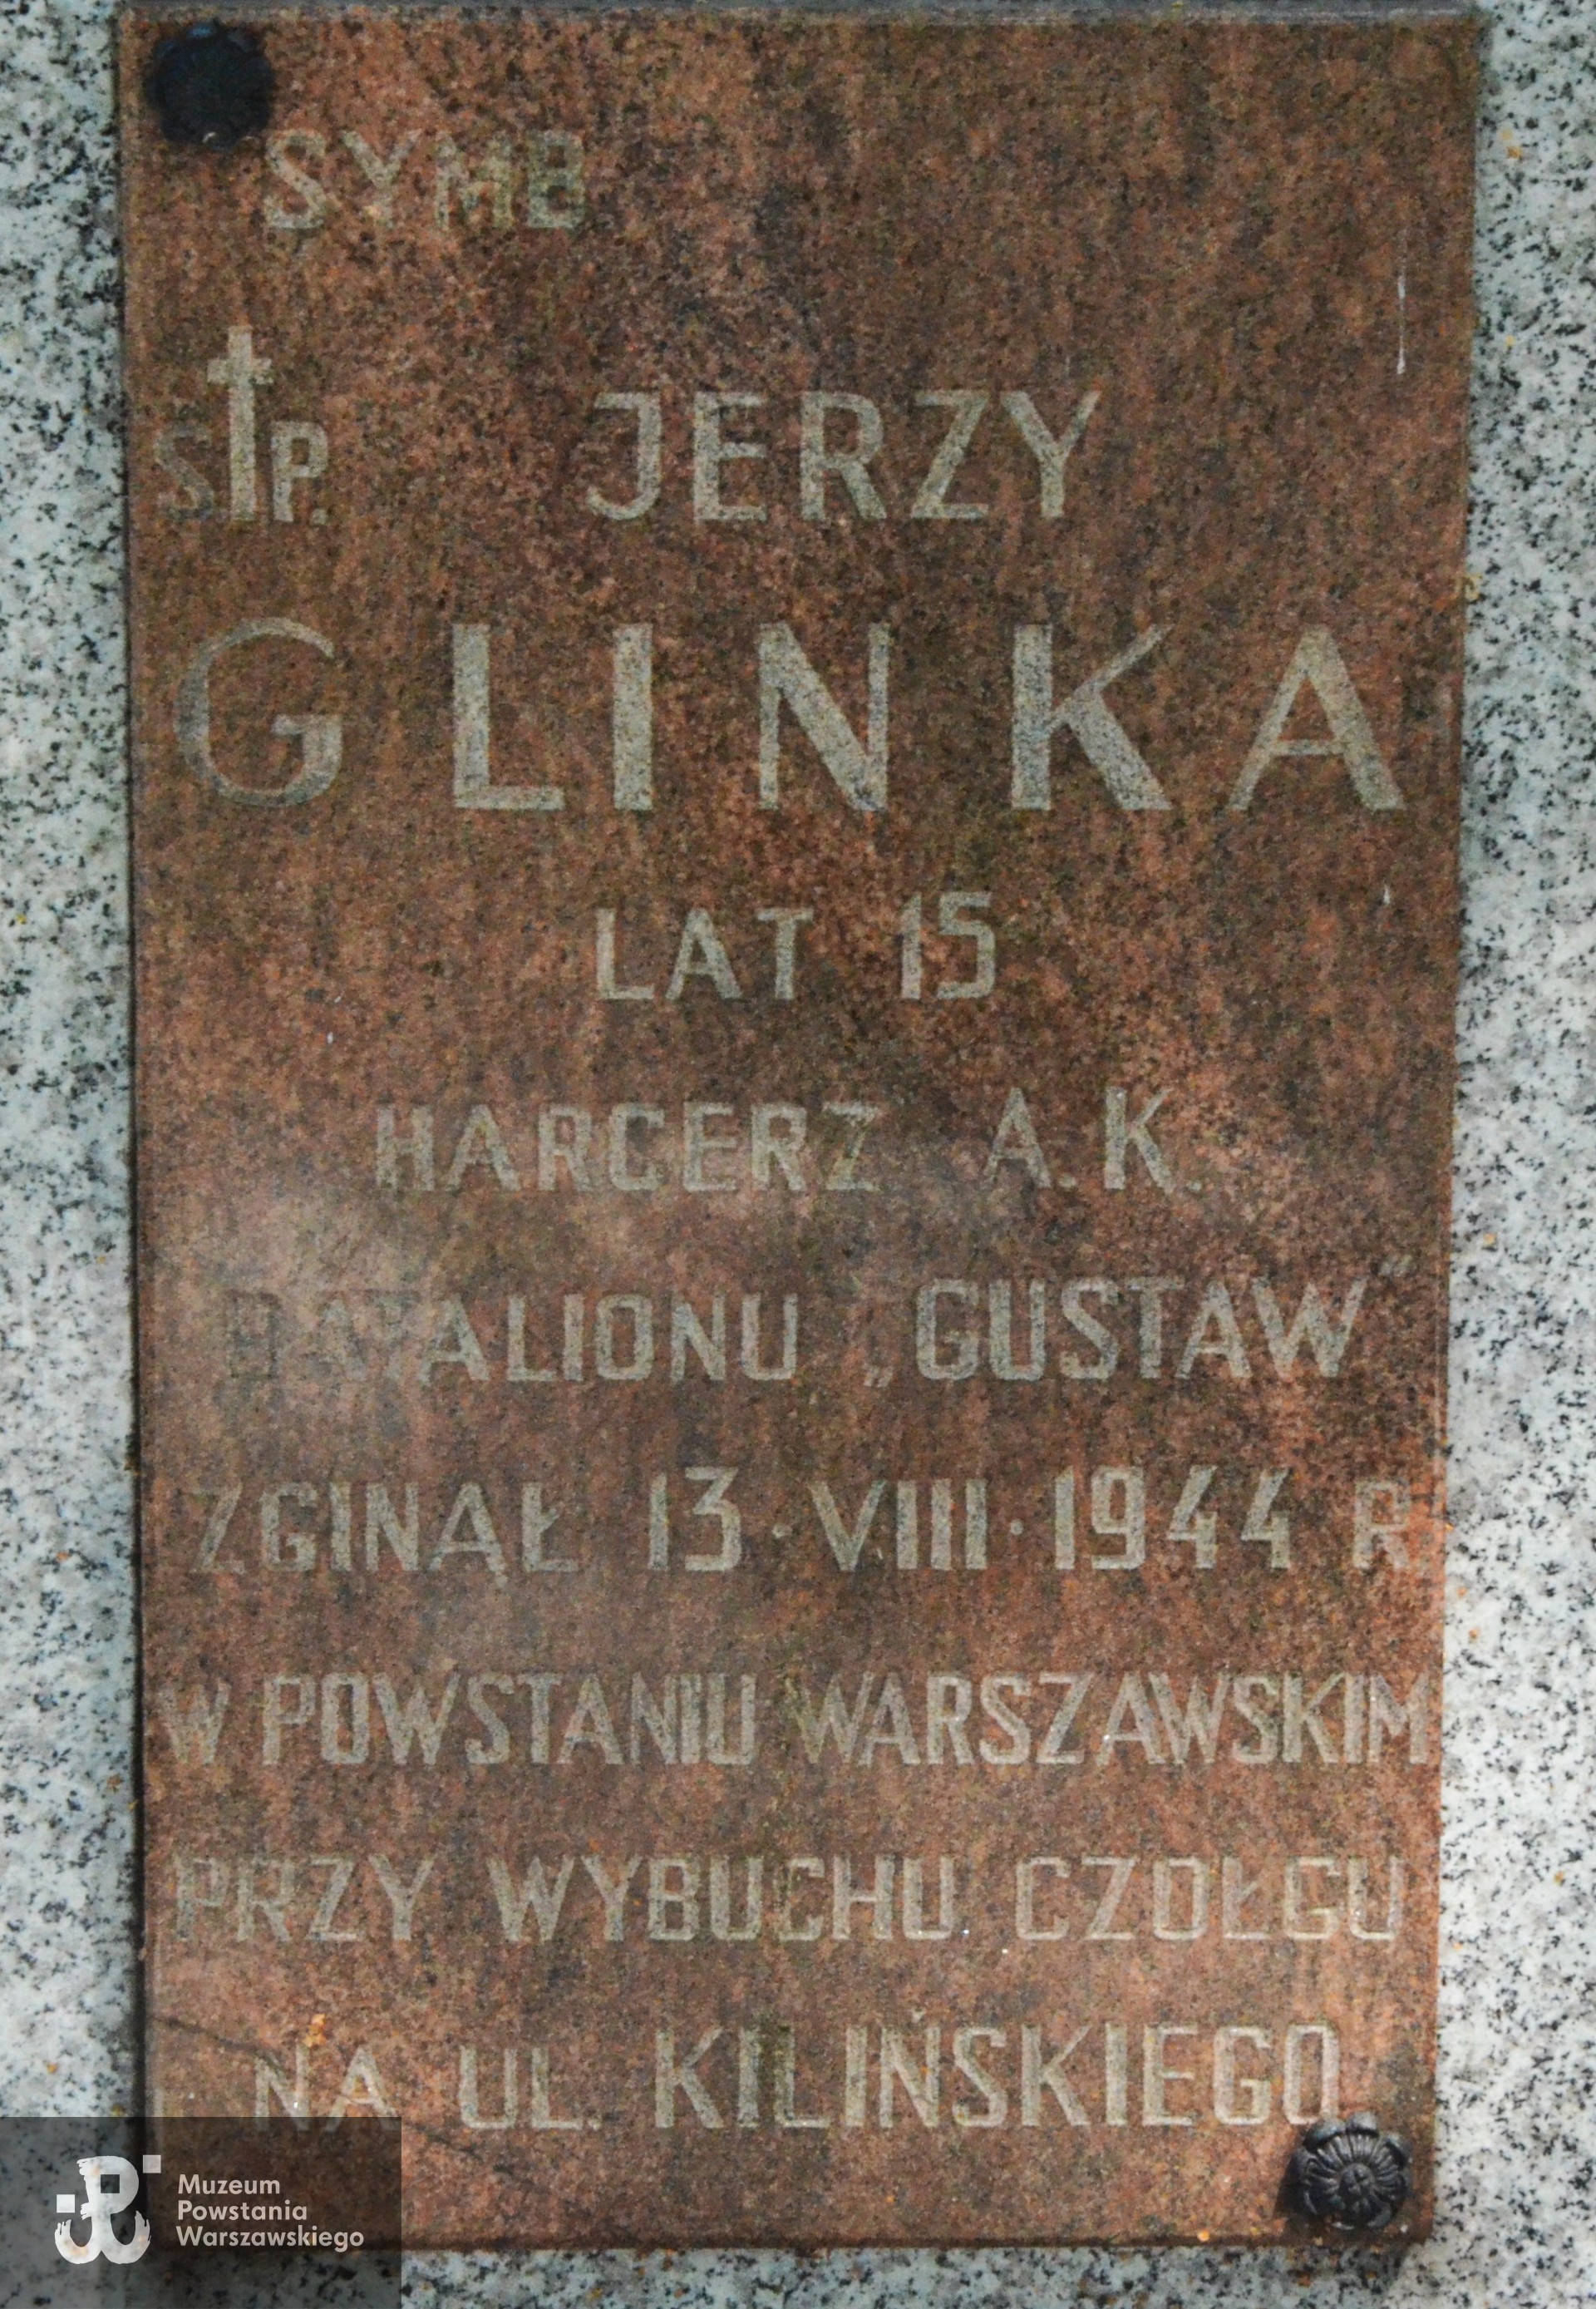 SYMB.
Ś.†P. JERZY
GLINKA
LAT 15
HARCERZ A.K.
BATALIONU „GUSTAW”
ZGINĄŁ 13·VIII·1944 R.
W POWSTANIU WARSZAWSKIM
PRZY WYBUCHU CZOŁGU
NA UL. KILIŃSKIEGO
Muzeum
Powstania
Warszawskiego